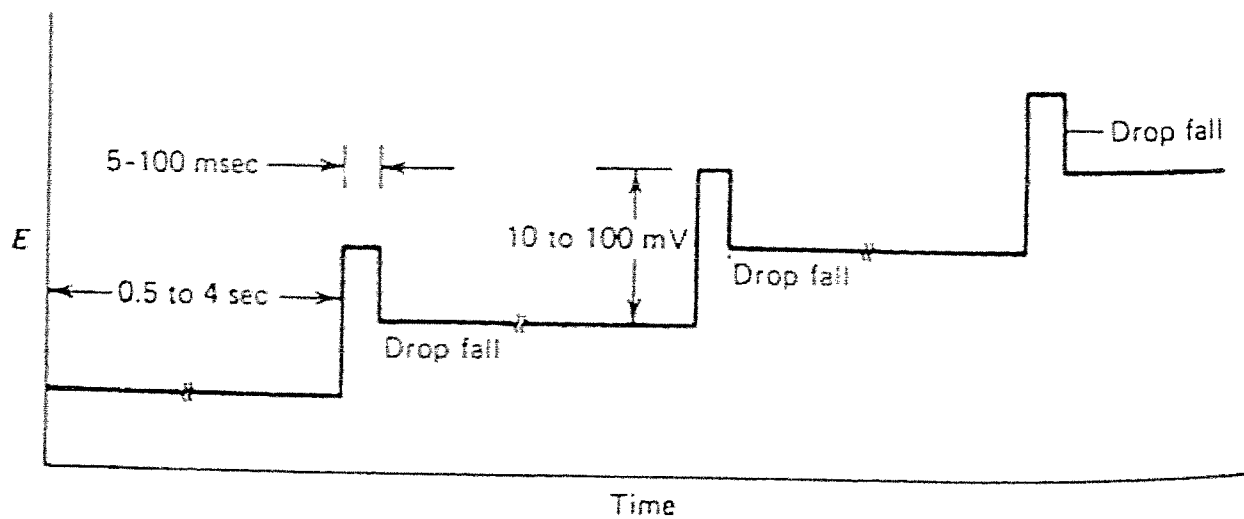 Drop fall
5-100 msec
E
10 to 100 mV
Drop fall
0.5 to 4 sec
Drop fall
Time